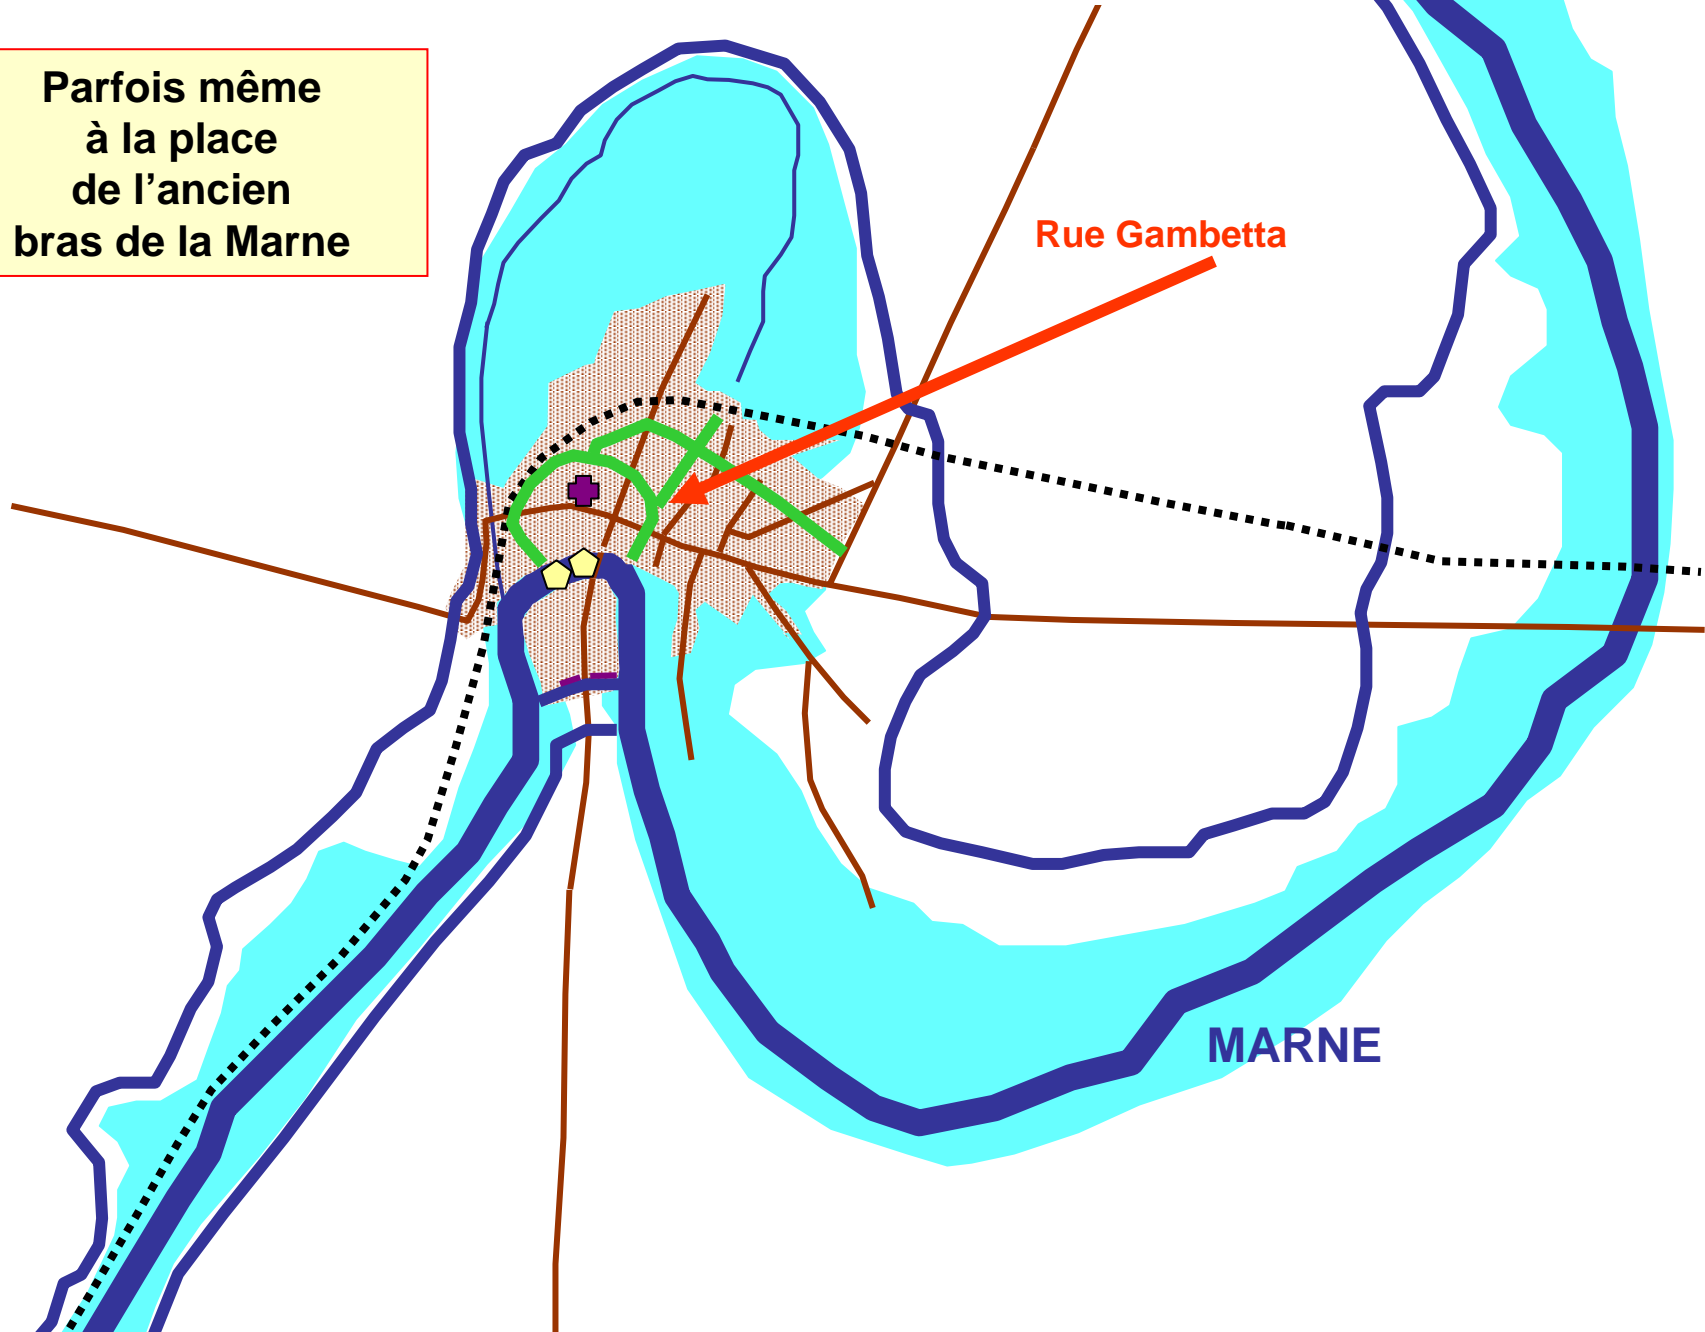 Parfois même
à la place
de l’ancien
bras de la Marne
Rue Gambetta
MARNE